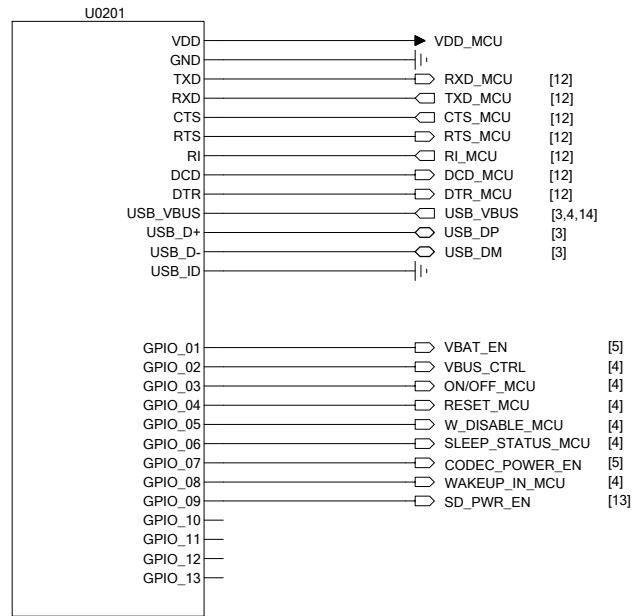 U0201
VDD VDD_MCU
GND
TXD RXD_MCU [12]
RXD TXD_MCU [12]
CTS CTS_MCU [12]
RTS RTS_MCU [12]
RI RI_MCU [12]
DCD DCD_MCU [12]
DTR DTR_MCU [12]
USB_VBUS USB_VBUS [3,4,14]
USB_D+ USB_DP [3]
USB_D- USB_DM [3]
USB_ID
GPIO_01 VBAT_EN [5]
GPIO_02 VBUS_CTRL [4]
GPIO_03 ON/OFF_MCU [4]
GPIO_04 RESET_MCU [4]
GPIO_05 W_DISABLE_MCU [4]
GPIO_06 SLEEP_STATUS_MCU [4]
GPIO_07 CODEC_POWER_EN [5]
GPIO_08 WAKEUP_IN_MCU [4]
GPIO_09 SD_PWR_EN [13]
GPIO_10
GPIO_11
GPIO_12
GPIO_13